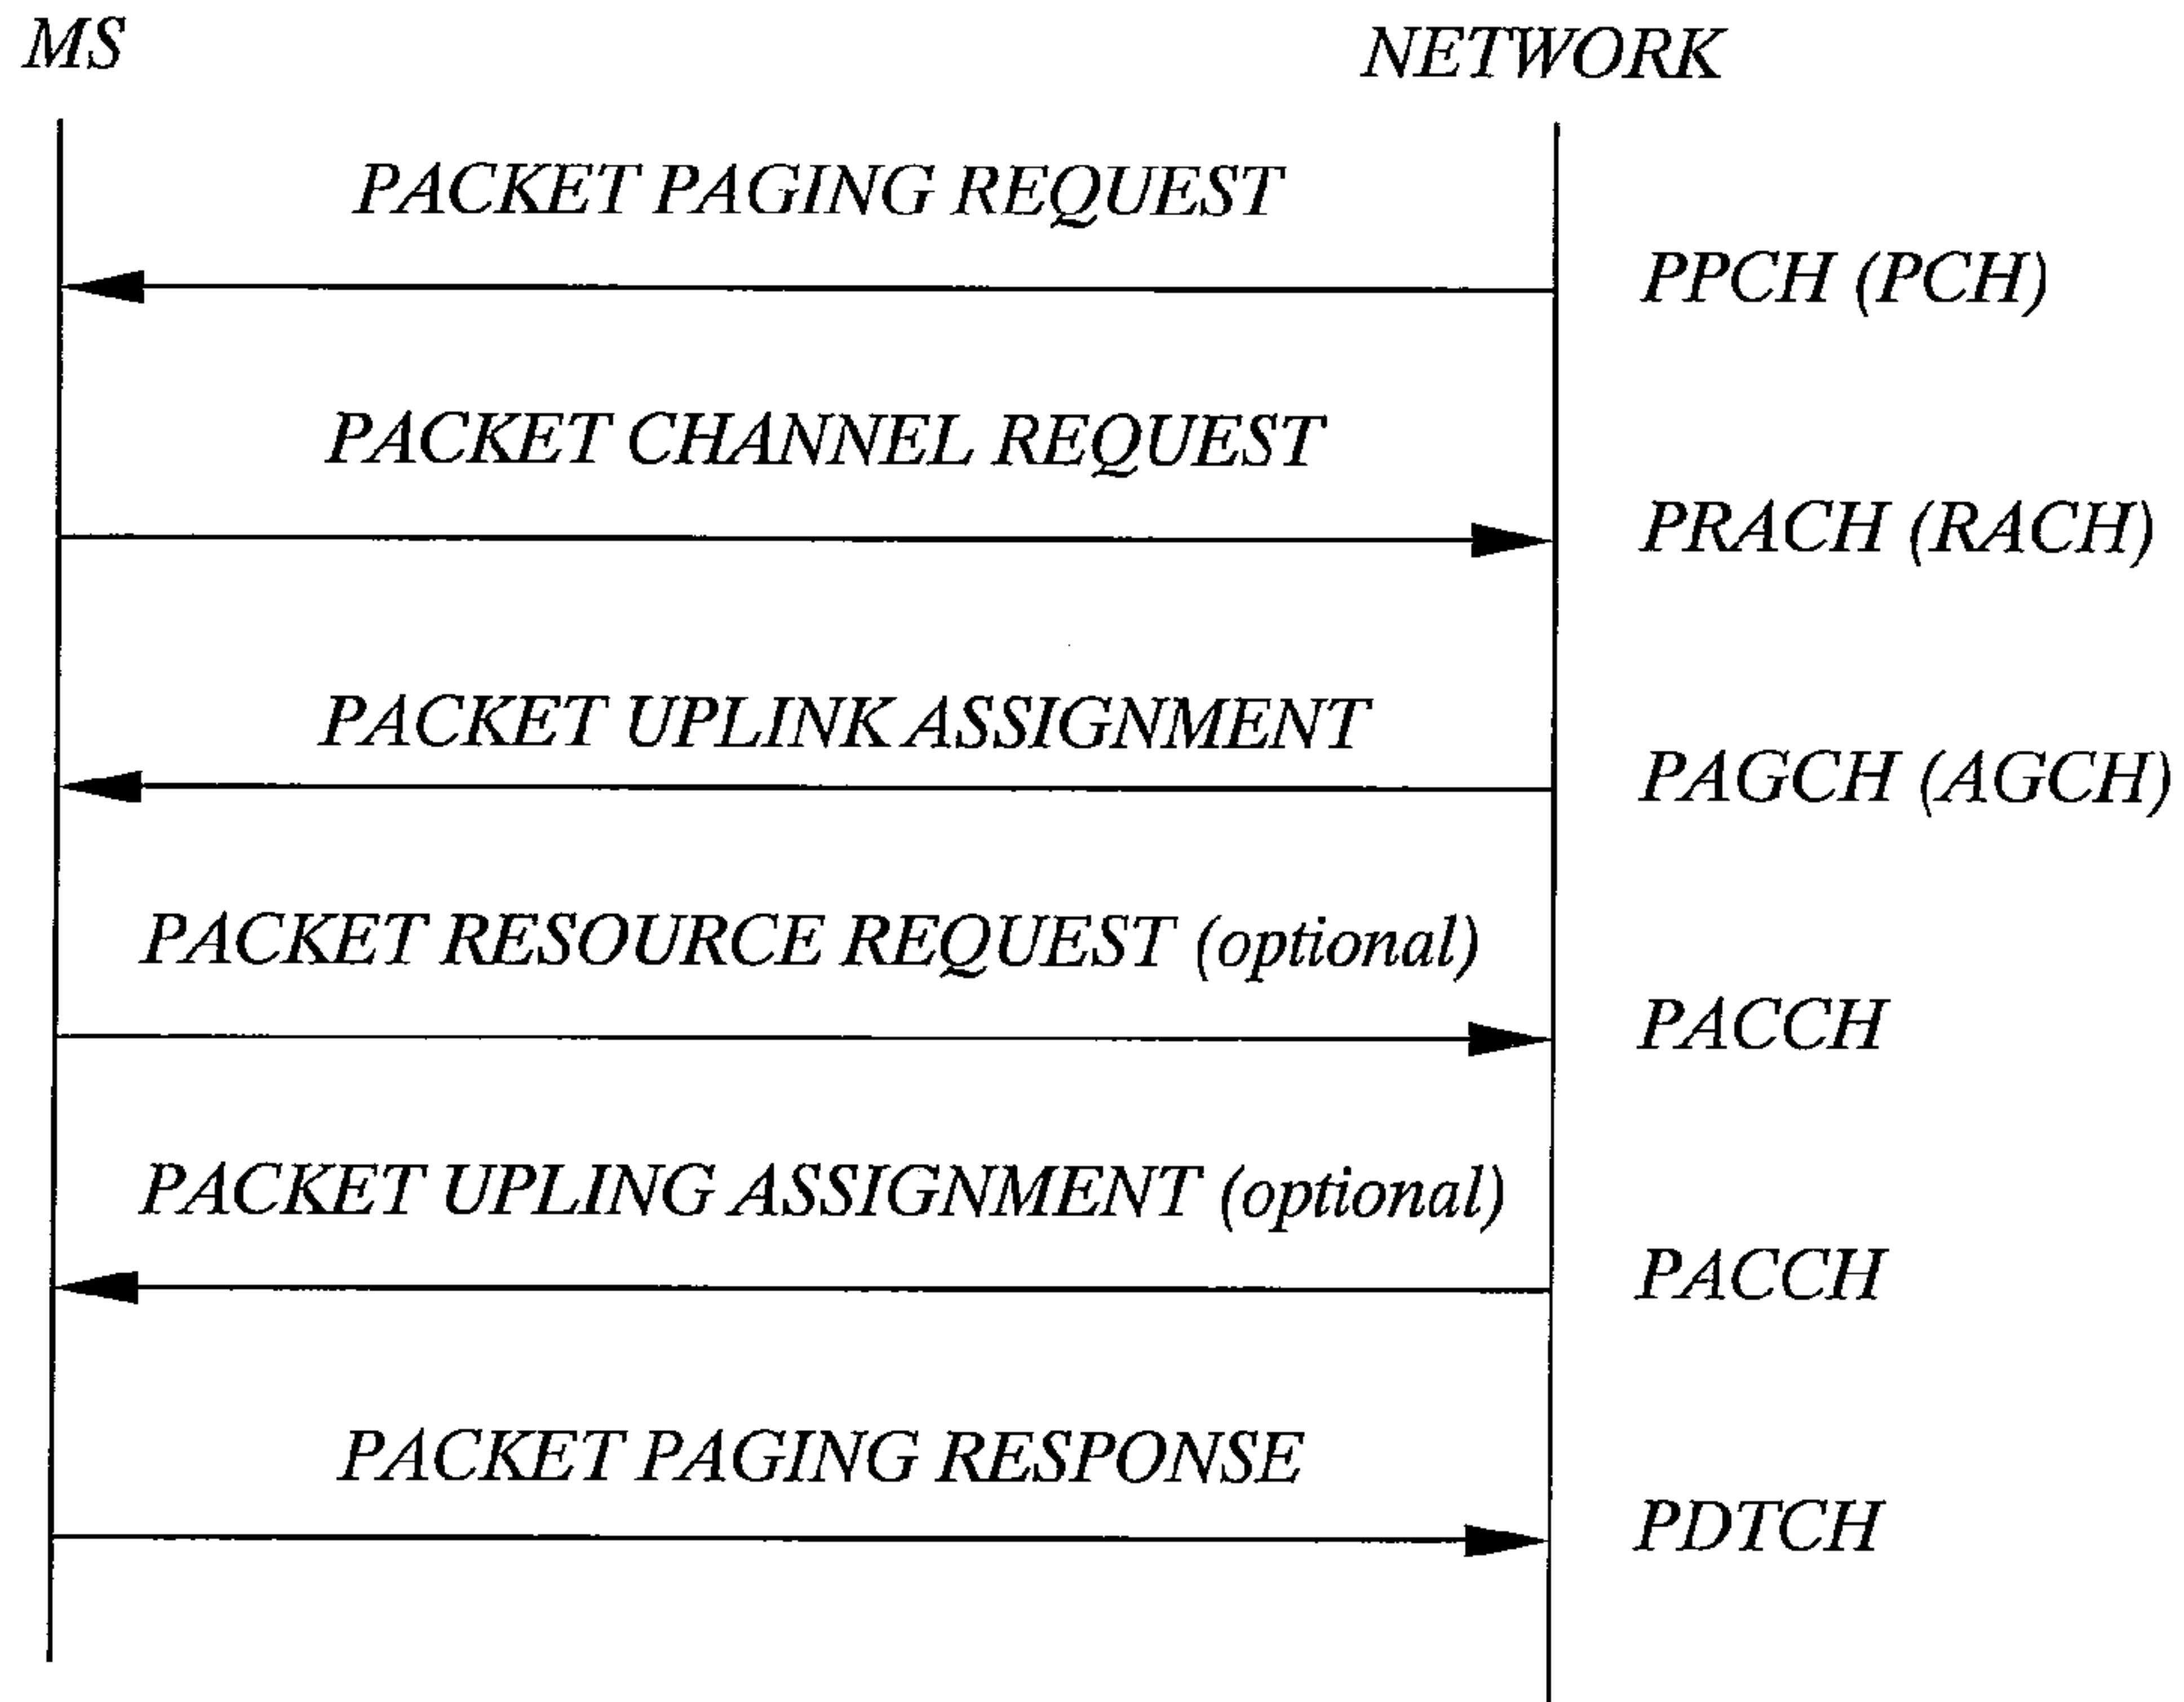 MS
NETWORK
PACKET PAGING REQUEST
PPCH (PCH)
PACKET CHANNEL REQUEST
PRACH (RACH)
PACKET UPLINK ASSIGNMENT
PAGCH (AGCH)
PACKET RESOURCE REQUEST (optional)
PACCH
PACKET UPLING ASSIGNMENT (optional)
PACCH
PACKET PAGING RESPONSE
PDTCH